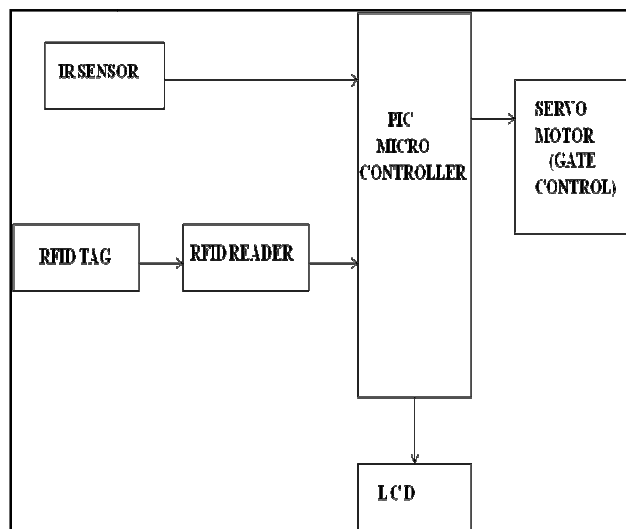 IR SENSOR
PIC
MICRO
CONTROLLER
SERVO
MOTOR
(GATE
CONTROL)
RFID TAG
RFID READER
LCD